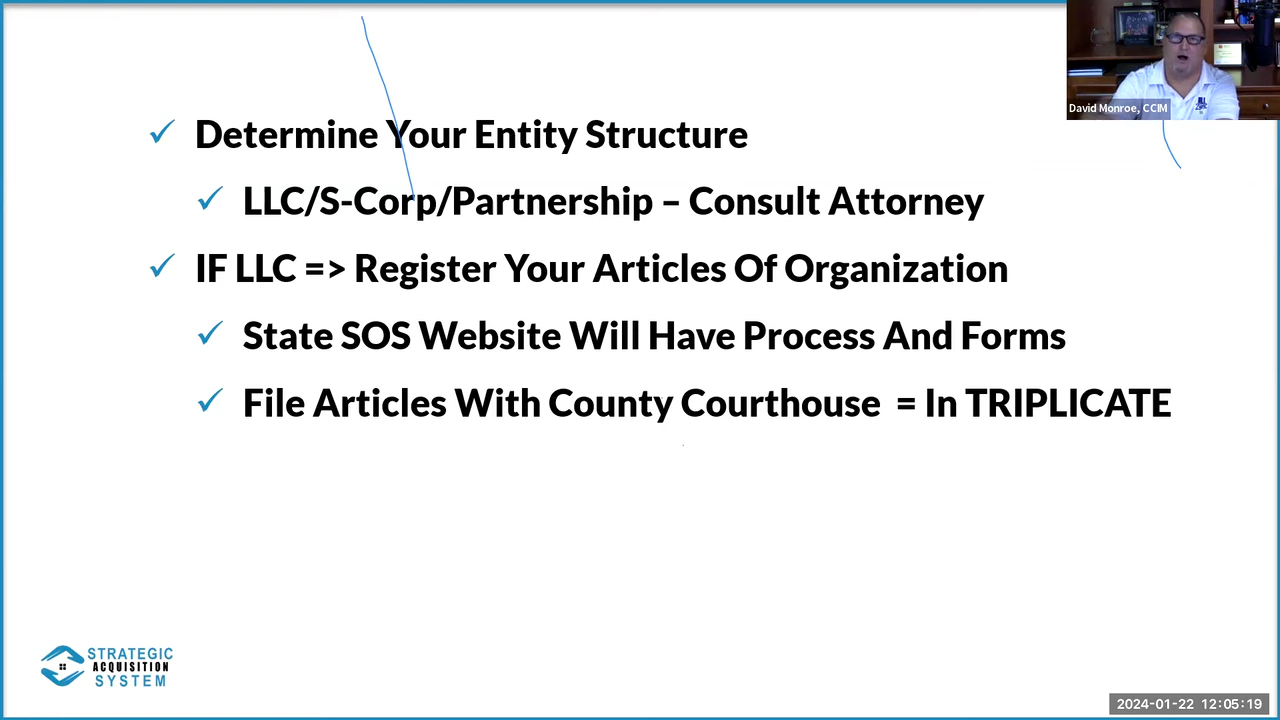 David Monroe, CCIM
Determine Your Entity Structure
LLC/S-Corp/Partnership – Consult Attorney
IF LLC => Register Your Articles Of Organization
State SOS Website Will Have Process And Forms
File Articles With County Courthouse = In TRIPLICATE
STRATEGIC
ACQUISITION
SYSTEM
2024-01-22 12:05:19